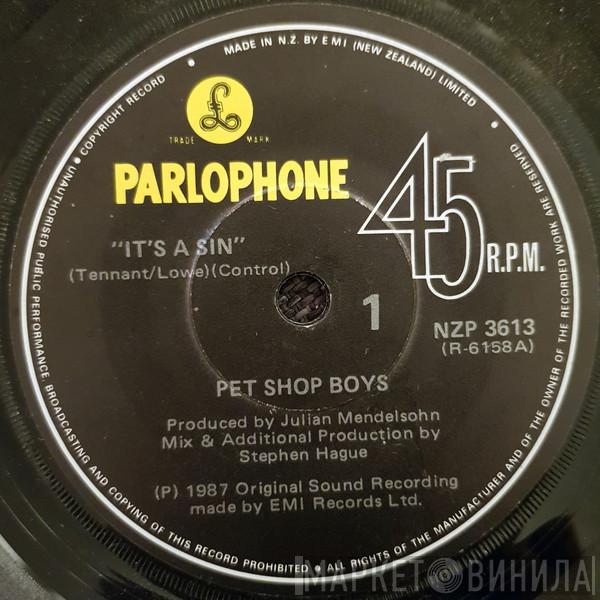 MADE IN N.Z. BY EMI (NEW ZEALAND) LIMITED
£
TRADE MARK
PARLOPHONE
45 R.P.M.
"IT'S A SIN"
(Tennant/Lowe)(Control)
1
NZP 3613
(R-6158A)
PET SHOP BOYS
Produced by Julian Mendelsohn
Mix & Additional Production by
Stephen Hague
(P) 1987 Original Sound Recording
made by EMI Records Ltd.
• COPYRIGHT RECORD • UNAUTHORISED PUBLIC PERFORMANCE, BROADCASTING AND COPYING OF THIS RECORD PROHIBITED • ALL RIGHTS OF THE MANUFACTURER AND OF THE OWNER OF THE RECORDED WORK ARE RESERVED
МАРКЕТ ВИНИЛА